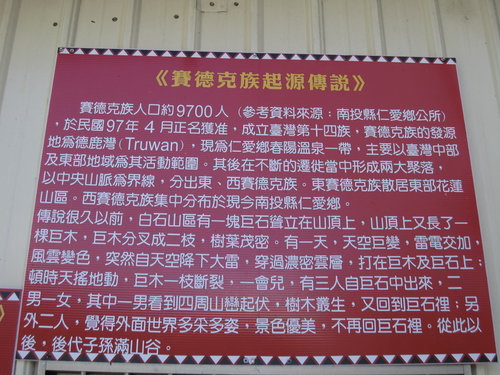 《賽德克族起源傳說》
賽德克族人口約9700人（參考資料來源：南投縣仁愛鄉公所）
，於民國97年4月正名獲准，成立臺灣第十四族，賽德克族的發源
地為德鹿灣(Truwan)，現為仁愛鄉春陽溫泉一帶，主要以臺灣中部
及東部地域為其活動範圍。其後在不斷的遷徙當中形成兩大聚落，
以中央山脈為界線，分出東、西賽德克族。東賽德克族散居東部花蓮
山區。西賽德克族集中分布於現今南投縣仁愛鄉。
傳說很久以前，白石山區有一塊巨石聳立在山頂上，山頂上又長了一
棵巨木，巨木分叉成二枝，樹葉茂密。有一天，天空巨變，雷電交加，
風雲變色，突然自天空降下大雷，穿過濃密雲層，打在巨木及巨石上；
頓時天搖地動，巨木一枝斷裂，一會兒，有三人自巨石中出來，二
男一女，其中一男看到四周山巒起伏，樹木叢生，又回到巨石裡；另
外二人，覺得外面世界多采多姿，景色優美，不再回巨石裡。從此以
後，後代子孫滿山谷。